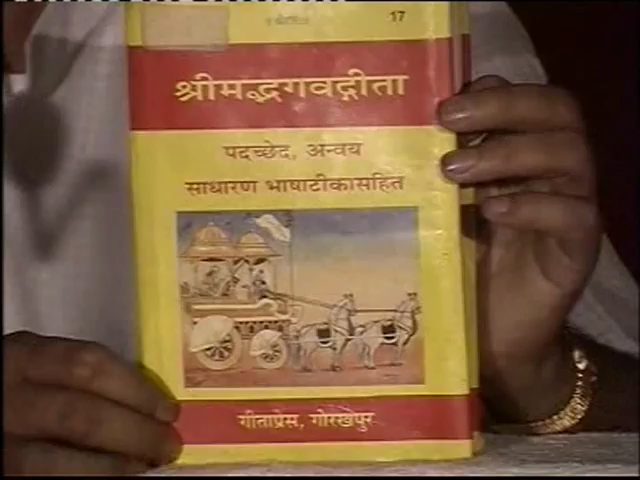 17
श्रीमद्भगवद्गीता
पदच्छेद, अन्वय
साधारण भाषाटीकासहित
गीताप्रेस, गोरखपुर